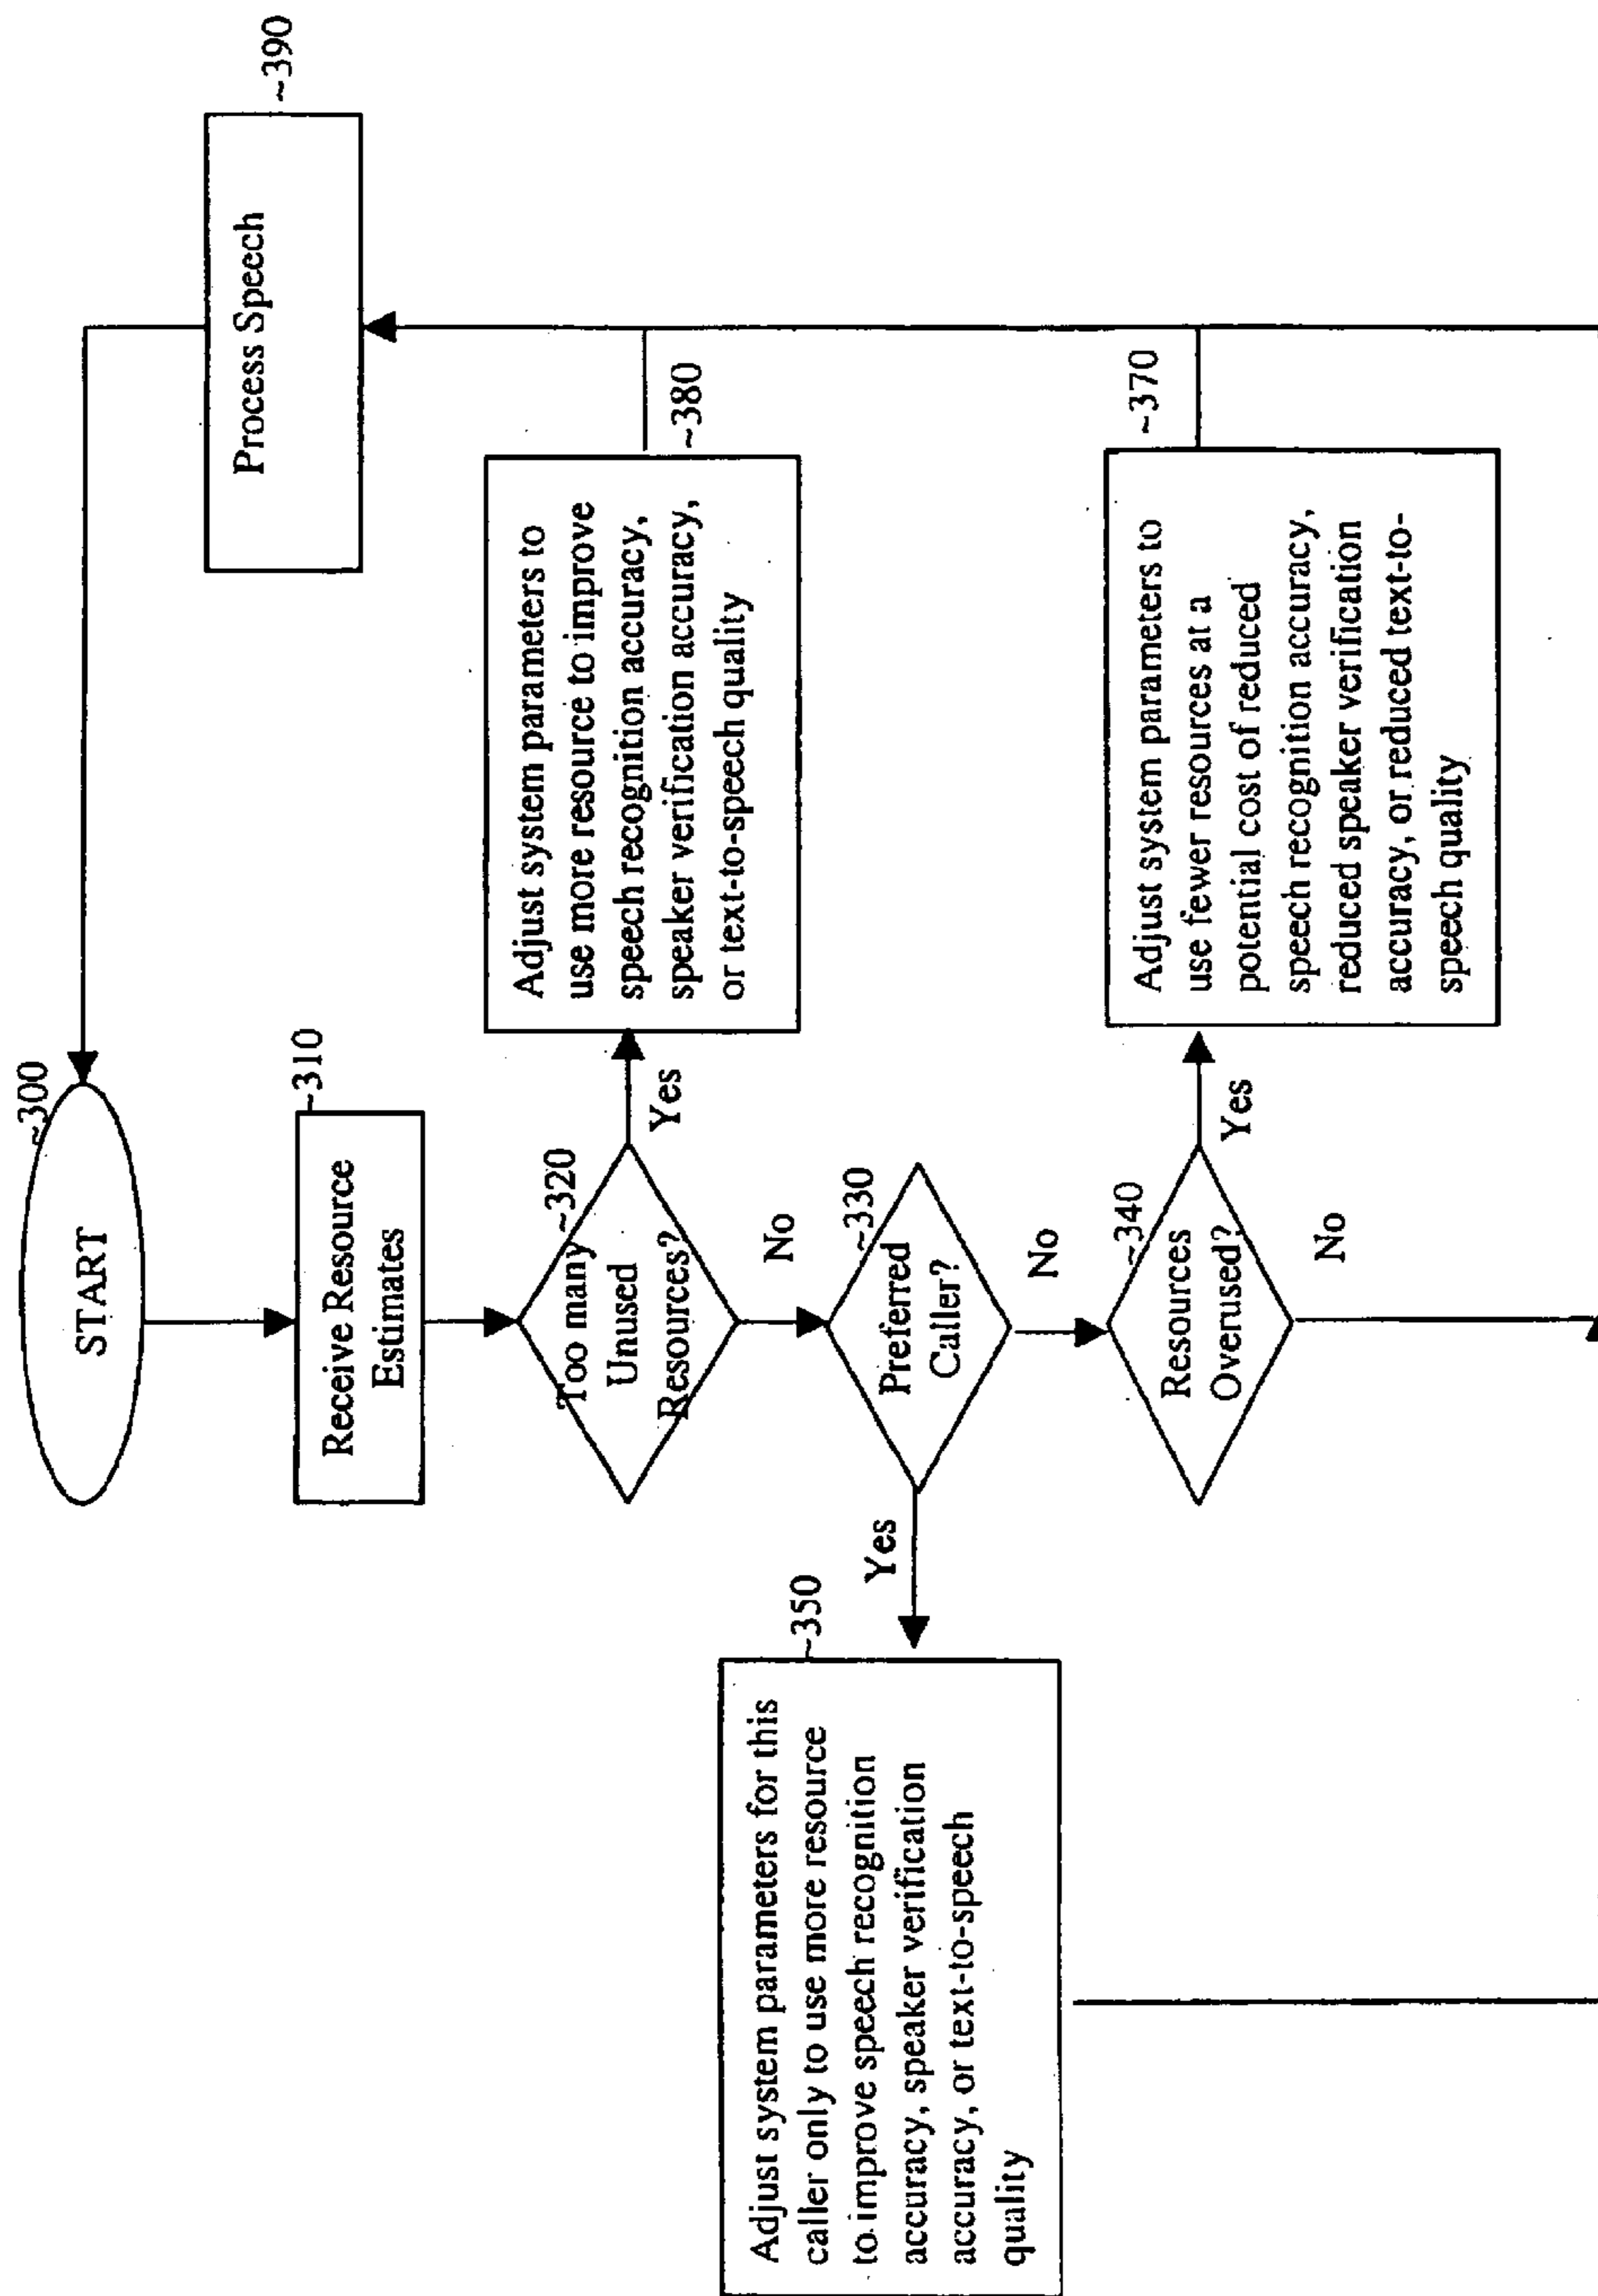 ~300
START
~310
Receive Resource
Estimates
~320
Too many
Unused
Resources?
Yes
No
~380
Adjust system parameters to
use more resource to improve
speech recognition accuracy,
speaker verification accuracy,
or text-to-speech quality
~330
Preferred
Caller?
Yes
No
~350
Adjust system parameters for this
caller only to use more resource
to improve speech recognition
accuracy, speaker verification
accuracy, or text-to-speech
quality
~340
Resources
Overused?
Yes
No
~370
Adjust system parameters to
use fewer resources at a
potential cost of reduced
speech recognition accuracy,
reduced speaker verification
accuracy, or reduced text-to-
speech quality
~390
Process Speech